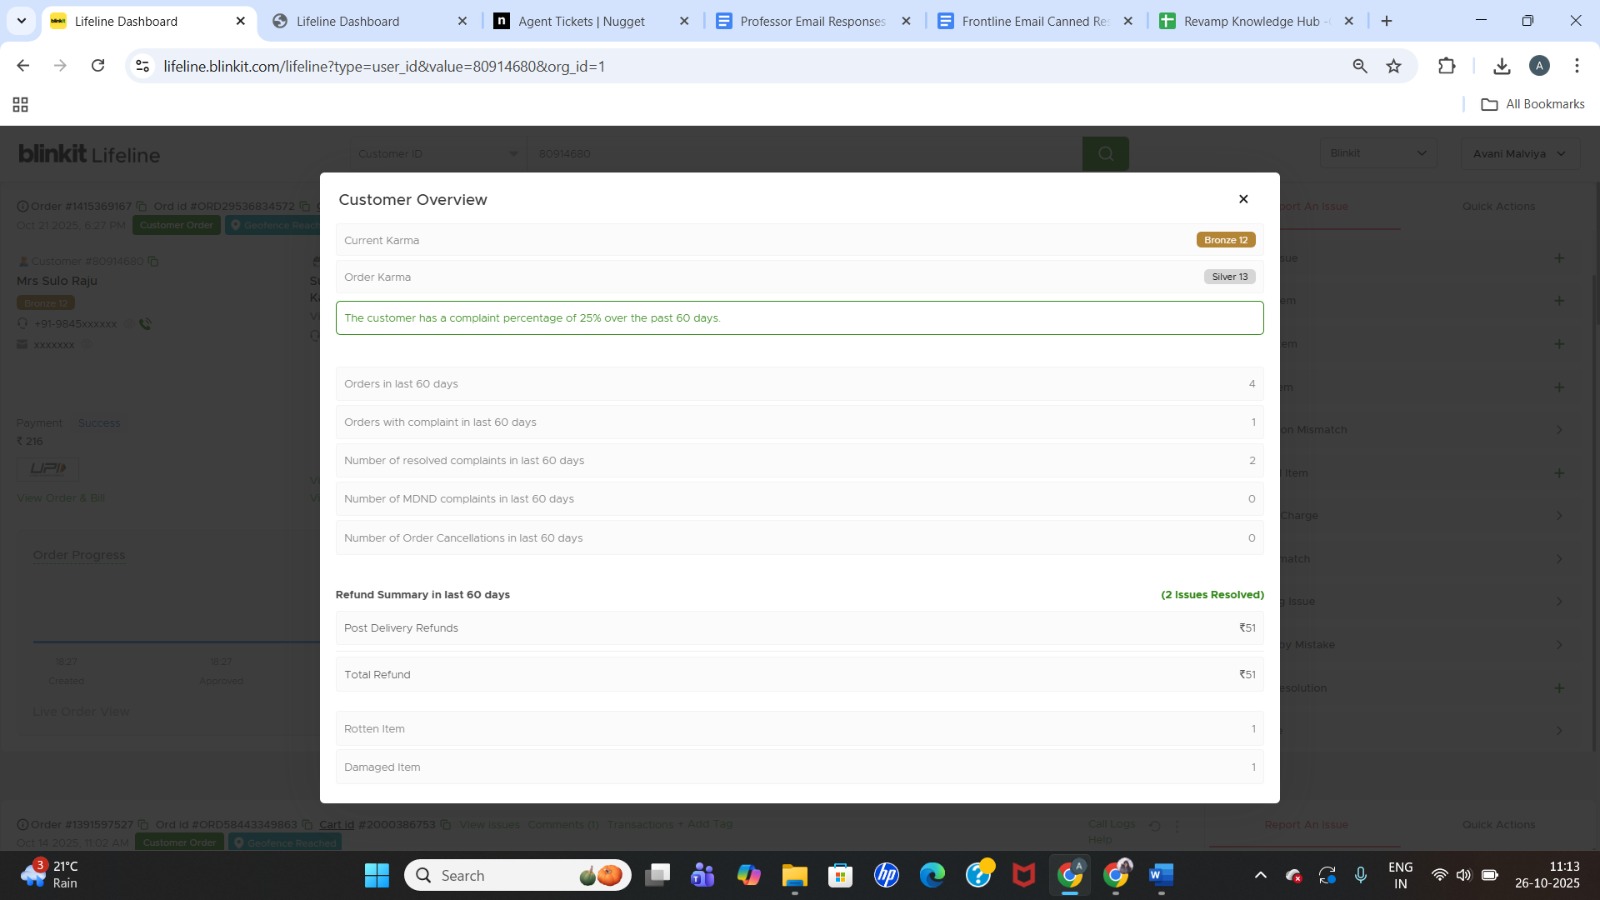 Lifeline Dashboard
Lifeline Dashboard
Agent Tickets | Nugget
Professor Email Responses
Frontline Email Canned Re
Revamp Knowledge Hub -
lifeline.blinkit.com/lifeline?type=user_id&value=80914680&org_id=1
A
All Bookmarks
blinkit Lifeline
Customer ID
80914680
Blinkit
Avani Malviya
Order #1415369167
Ord id #ORD29536834572
Oct 21 2025, 6:27 PM
Customer Order
Geofence Reach
Report An Issue
Quick Actions
Customer #80914680
Mrs Sulo Raju
Bronze 12
+91-9845xxxxxx
xxxxxxx
Payment: Success
₹ 216
UPI
View Order & Bill
Order Progress
18:27
18:27
Created
Approved
Live Order View
Customer Overview
Current Karma
Bronze 12
Order Karma
Silver 13
The customer has a complaint percentage of 25% over the past 60 days.
Orders in last 60 days
4
Orders with complaint in last 60 days
1
Number of resolved complaints in last 60 days
2
Number of MDND complaints in last 60 days
0
Number of Order Cancellations in last 60 days
0
Refund Summary in last 60 days
(2 Issues Resolved)
Post Delivery Refunds
₹51
Total Refund
₹51
Rotten Item
1
Damaged Item
1
on Mismatch
Item
Charge
match
g Issue
by Mistake
esolution
Order #1391597527
Ord id #ORD58443349863
Cart id #2000386753
View Issues
Comments (1)
Transactions
+ Add Tag
Call Logs
Report An Issue
Quick Actions
Oct 14 2025, 11:02 AM
Customer Order
Geofence Reached
Help
3
21°C
Rain
Search
ENG
IN
11:13
26-10-2025